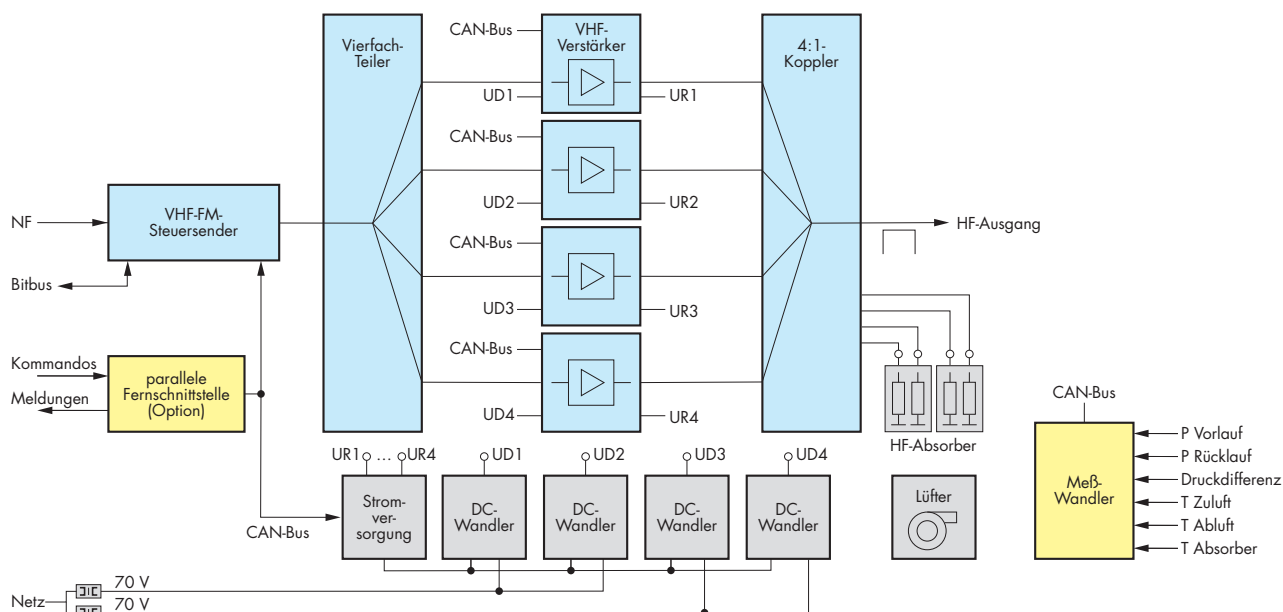 Vierfach-
Teiler
CAN-Bus
VHF-
Verstärker
4:1-
Koppler
UD1
UR1
CAN-Bus
UD2
UR2
NF
VHF-FM-
Steuersender
HF-Ausgang
CAN-Bus
Bitbus
UD3
UR3
CAN-Bus
Kommandos
Meldungen
parallele
Fernschnittstelle
(Option)
UD4
UR4
HF-Absorber
CAN-Bus
UR1 ... UR4
UD1
UD2
UD3
UD4
Strom-
ver-
sorgung
DC-
Wandler
DC-
Wandler
DC-
Wandler
DC-
Wandler
Lüfter
Meß-
Wandler
P Vorlauf
P Rücklauf
Druckdifferenz
T Zuluft
T Abluft
T Absorber
CAN-Bus
Netz
70 V
70 V